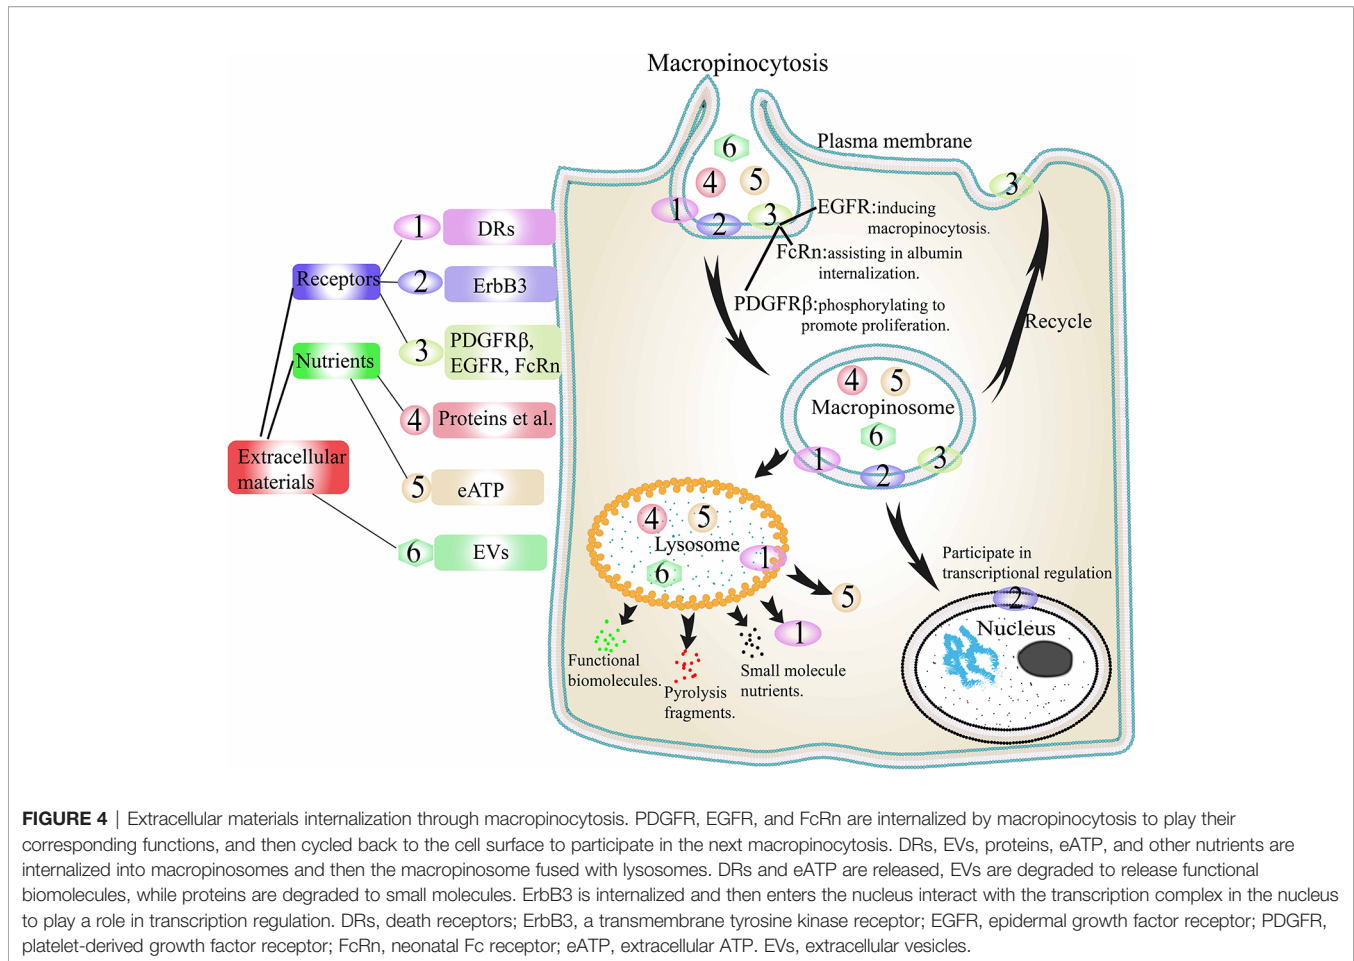 Macropinocytosis
Plasma membrane
6
4
5
3
1
2
3
EGFR:inducing
macropinocytosis.
FcRn:assisting in albumin
internalization.
PDGFRβ:phosphorylating to
promote proliferation.
Recycle
1
DRs
Receptors
2
ErbB3
3
PDGFRβ,
EGFR, FcRn
Nutrients
4
Proteins et al.
Extracellular
materials
5
eATP
6
EVs
4
5
Macropinosome
6
1
2
3
4
5
Lysosome
6
1
5
1
Functional
biomolecules.
Pyrolysis
fragments.
Small molecule
nutrients.
Participate in
transcriptional regulation
2
Nucleus
FIGURE 4 | Extracellular materials internalization through macropinocytosis. PDGFR, EGFR, and FcRn are internalized by macropinocytosis to play their
corresponding functions, and then cycled back to the cell surface to participate in the next macropinocytosis. DRs, EVs, proteins, eATP, and other nutrients are
internalized into macropinosomes and then the macropinosome fused with lysosomes. DRs and eATP are released, EVs are degraded to release functional
biomolecules, while proteins are degraded to small molecules. ErbB3 is internalized and then enters the nucleus interact with the transcription complex in the nucleus
to play a role in transcription regulation. DRs, death receptors; ErbB3, a transmembrane tyrosine kinase receptor; EGFR, epidermal growth factor receptor; PDGFR,
platelet-derived growth factor receptor; FcRn, neonatal Fc receptor; eATP, extracellular ATP. EVs, extracellular vesicles.